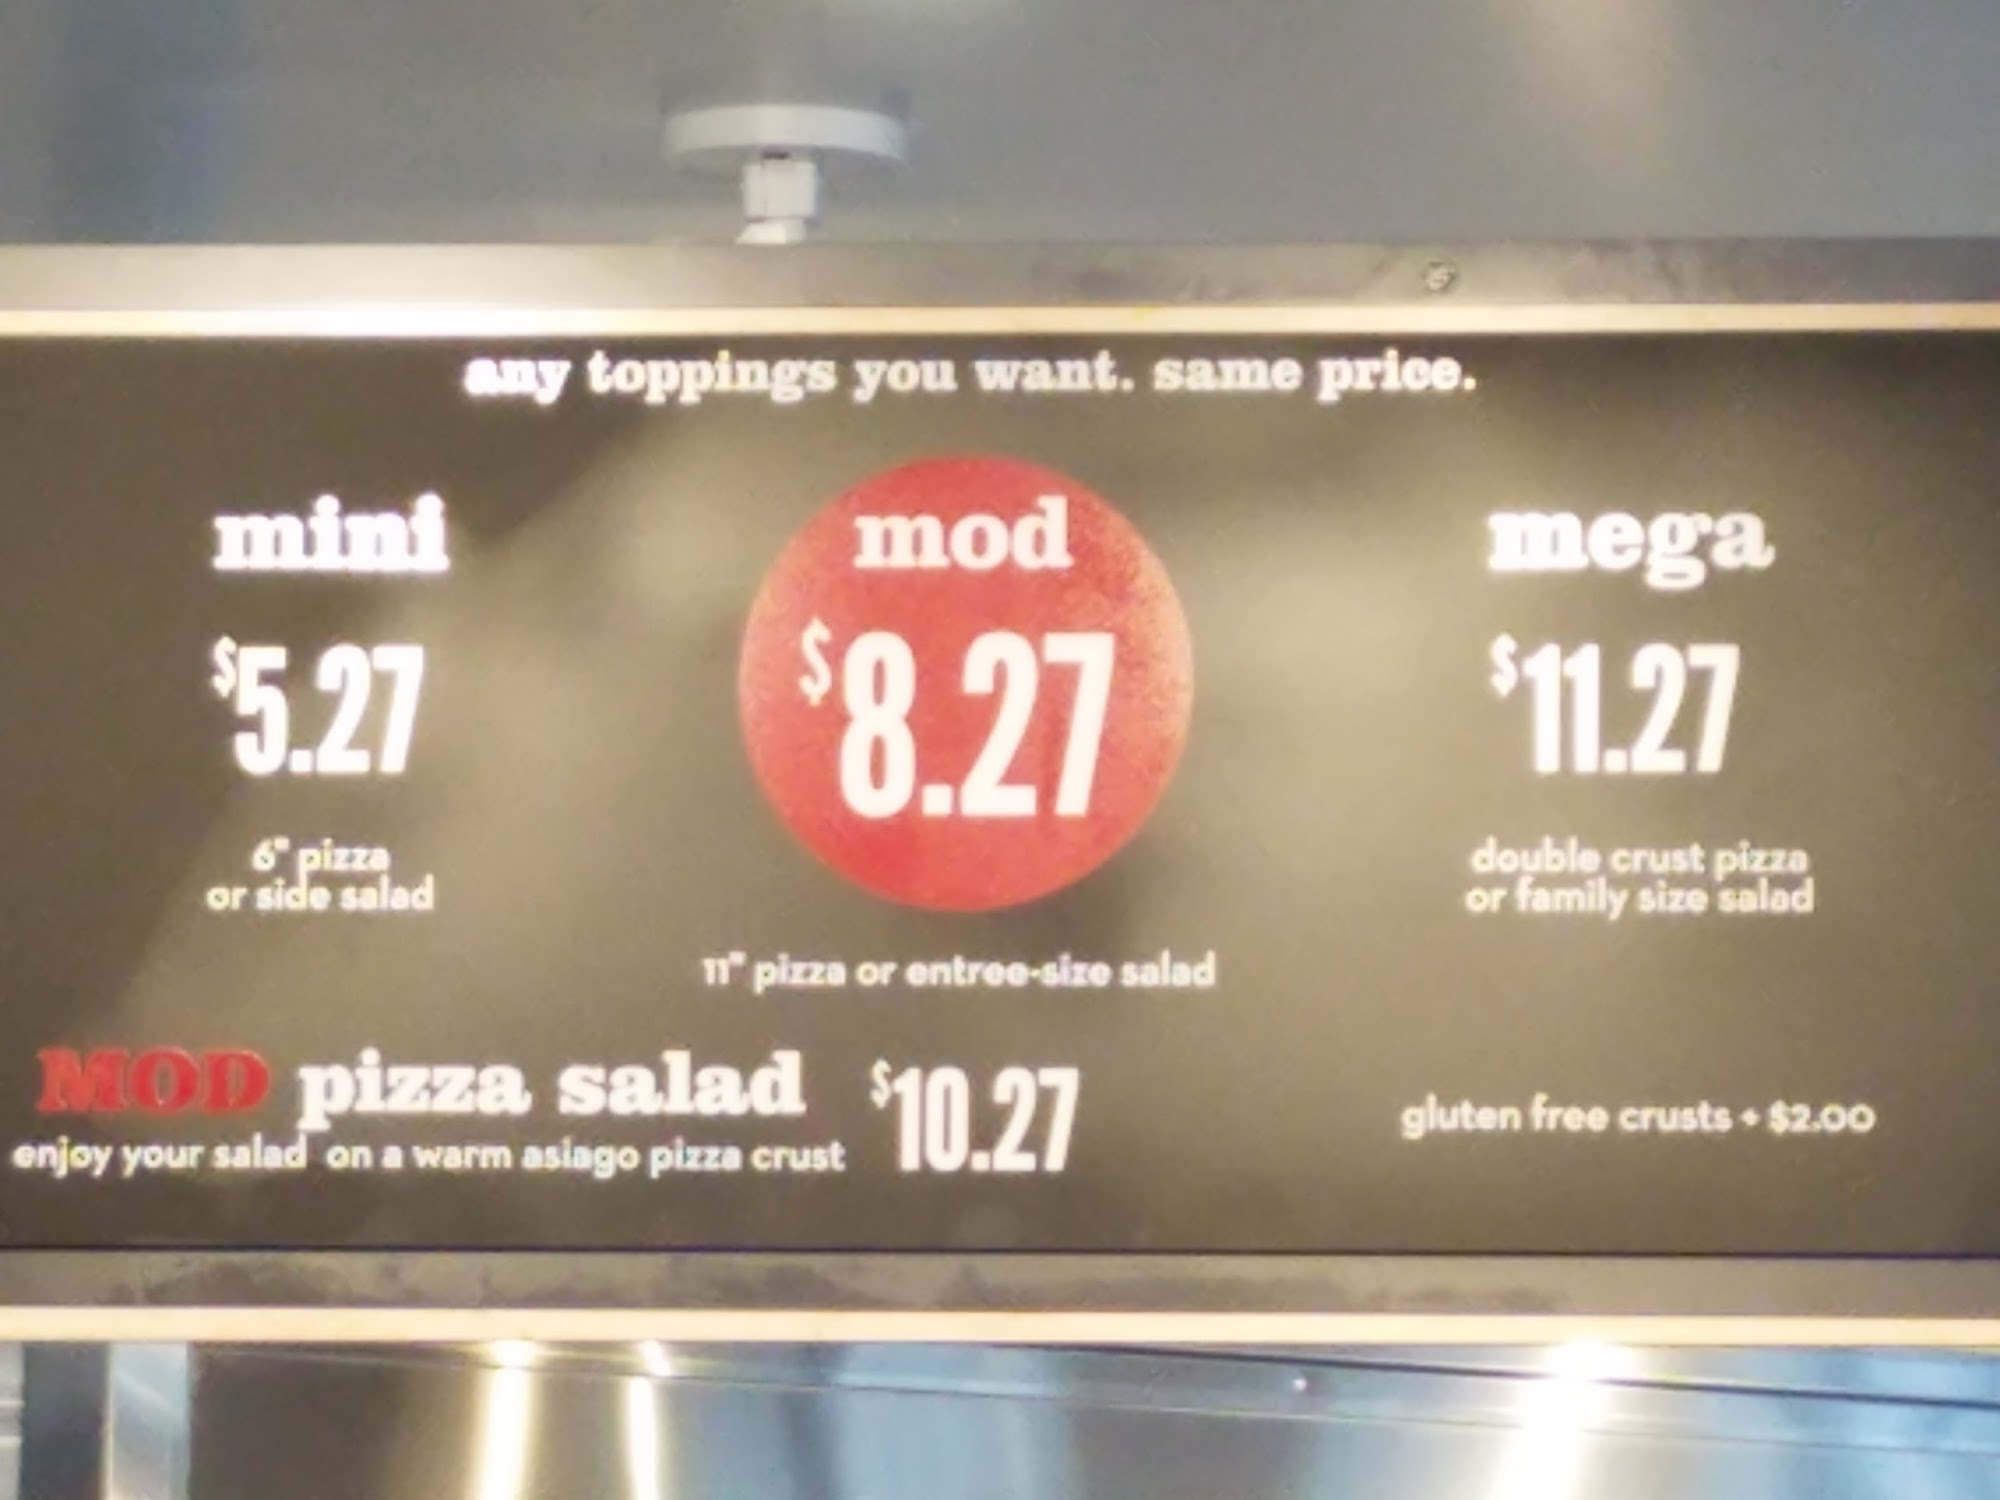 any toppings you want. same price.
mini
$5.27
6" pizza
or side salad
mod
$8.27
11" pizza or entree-size salad
mega
$11.27
double crust pizza
or family size salad
MOD pizza salad $10.27
enjoy your salad on a warm asiago pizza crust
gluten free crusts + $2.00